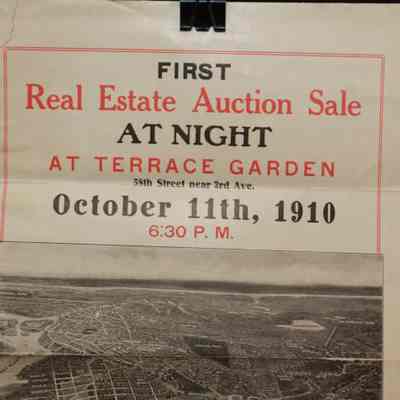 FIRST
Real Estate Auction Sale
AT NIGHT
AT TERRACE GARDEN
58th Street near 3rd Ave.
October 11th, 1910
6:30 P. M.